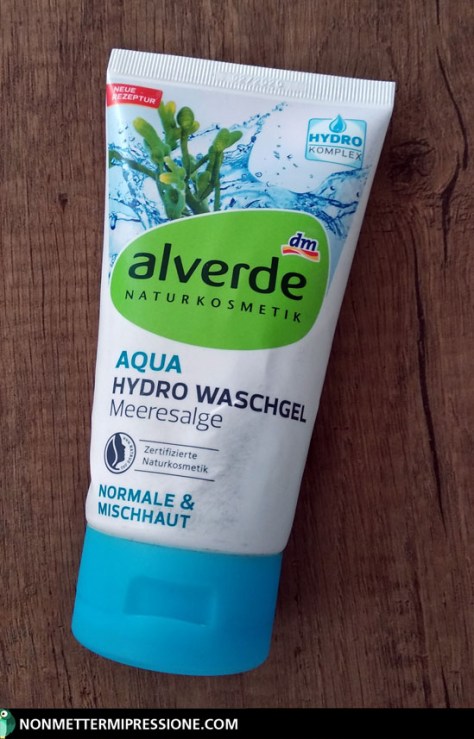 NEUE
REZEPTUR
HYDRO
KOMPLEX
dm
alverde
NATURKOSMETIK
AQUA
HYDRO WASCHGEL
Meeresalge
Zertifizierte
Naturkosmetik
NORMALE &
MISCHHAUT
NONMETTERMIPRESSIONE.COM